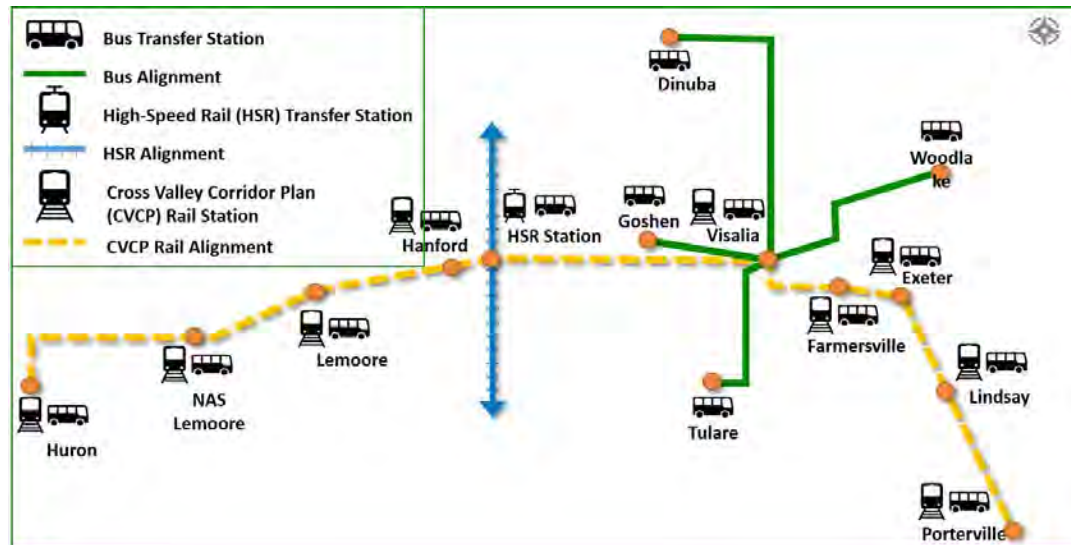 Bus Transfer Station
Bus Alignment
High-Speed Rail (HSR) Transfer Station
HSR Alignment
Cross Valley Corridor Plan
(CVCP) Rail Station
CVCP Rail Alignment
Dinuba
Woodla
ke
Goshen
Visalia
HSR Station
Hanford
Exeter
Lemoore
Farmersville
NAS
Lemoore
Lindsay
Huron
Tulare
Porterville